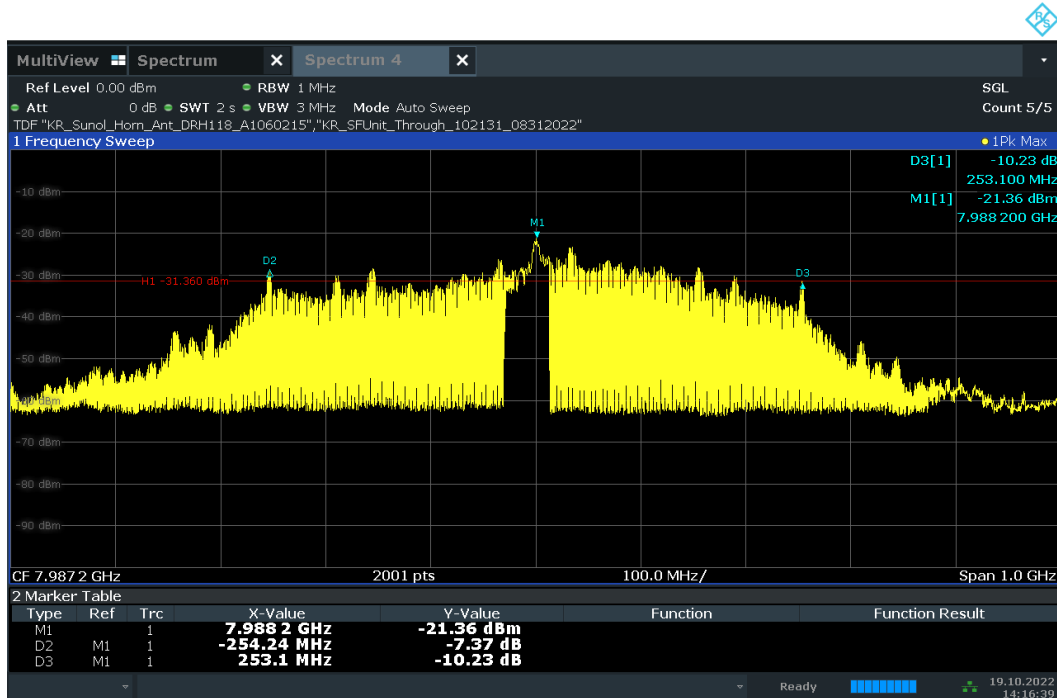 R&S
MultiView Spectrum X Spectrum 4 X
Ref Level 0.00 dBm RBW 1 MHz SGL
Att 0 dB SWT 2 s VBW 3 MHz Mode Auto Sweep Count 5/5
TDF "KR_Sunol_Horn_Ant_DRH118_A1060215","KR_SFUnit_Through_102131_08312022"
1 Frequency Sweep 1Pk Max
D3[1] -10.23 dB
253.100 MHz
-10 dBm M1[1] -21.36 dBm
7.988 200 GHz
M1
-20 dBm
D2
-30 dBm D3
H1 -31.360 dBm
-40 dBm
-50 dBm
-60 dBm
-70 dBm
-80 dBm
-90 dBm
CF 7.987 2 GHz 2001 pts 100.0 MHz/ Span 1.0 GHz
2 Marker Table
Type Ref Trc X-Value Y-Value Function Function Result
M1 1 7.988 2 GHz -21.36 dBm
D2 M1 1 -254.24 MHz -7.37 dB
D3 M1 1 253.1 MHz -10.23 dB
Ready 19.10.2022
14:16:39